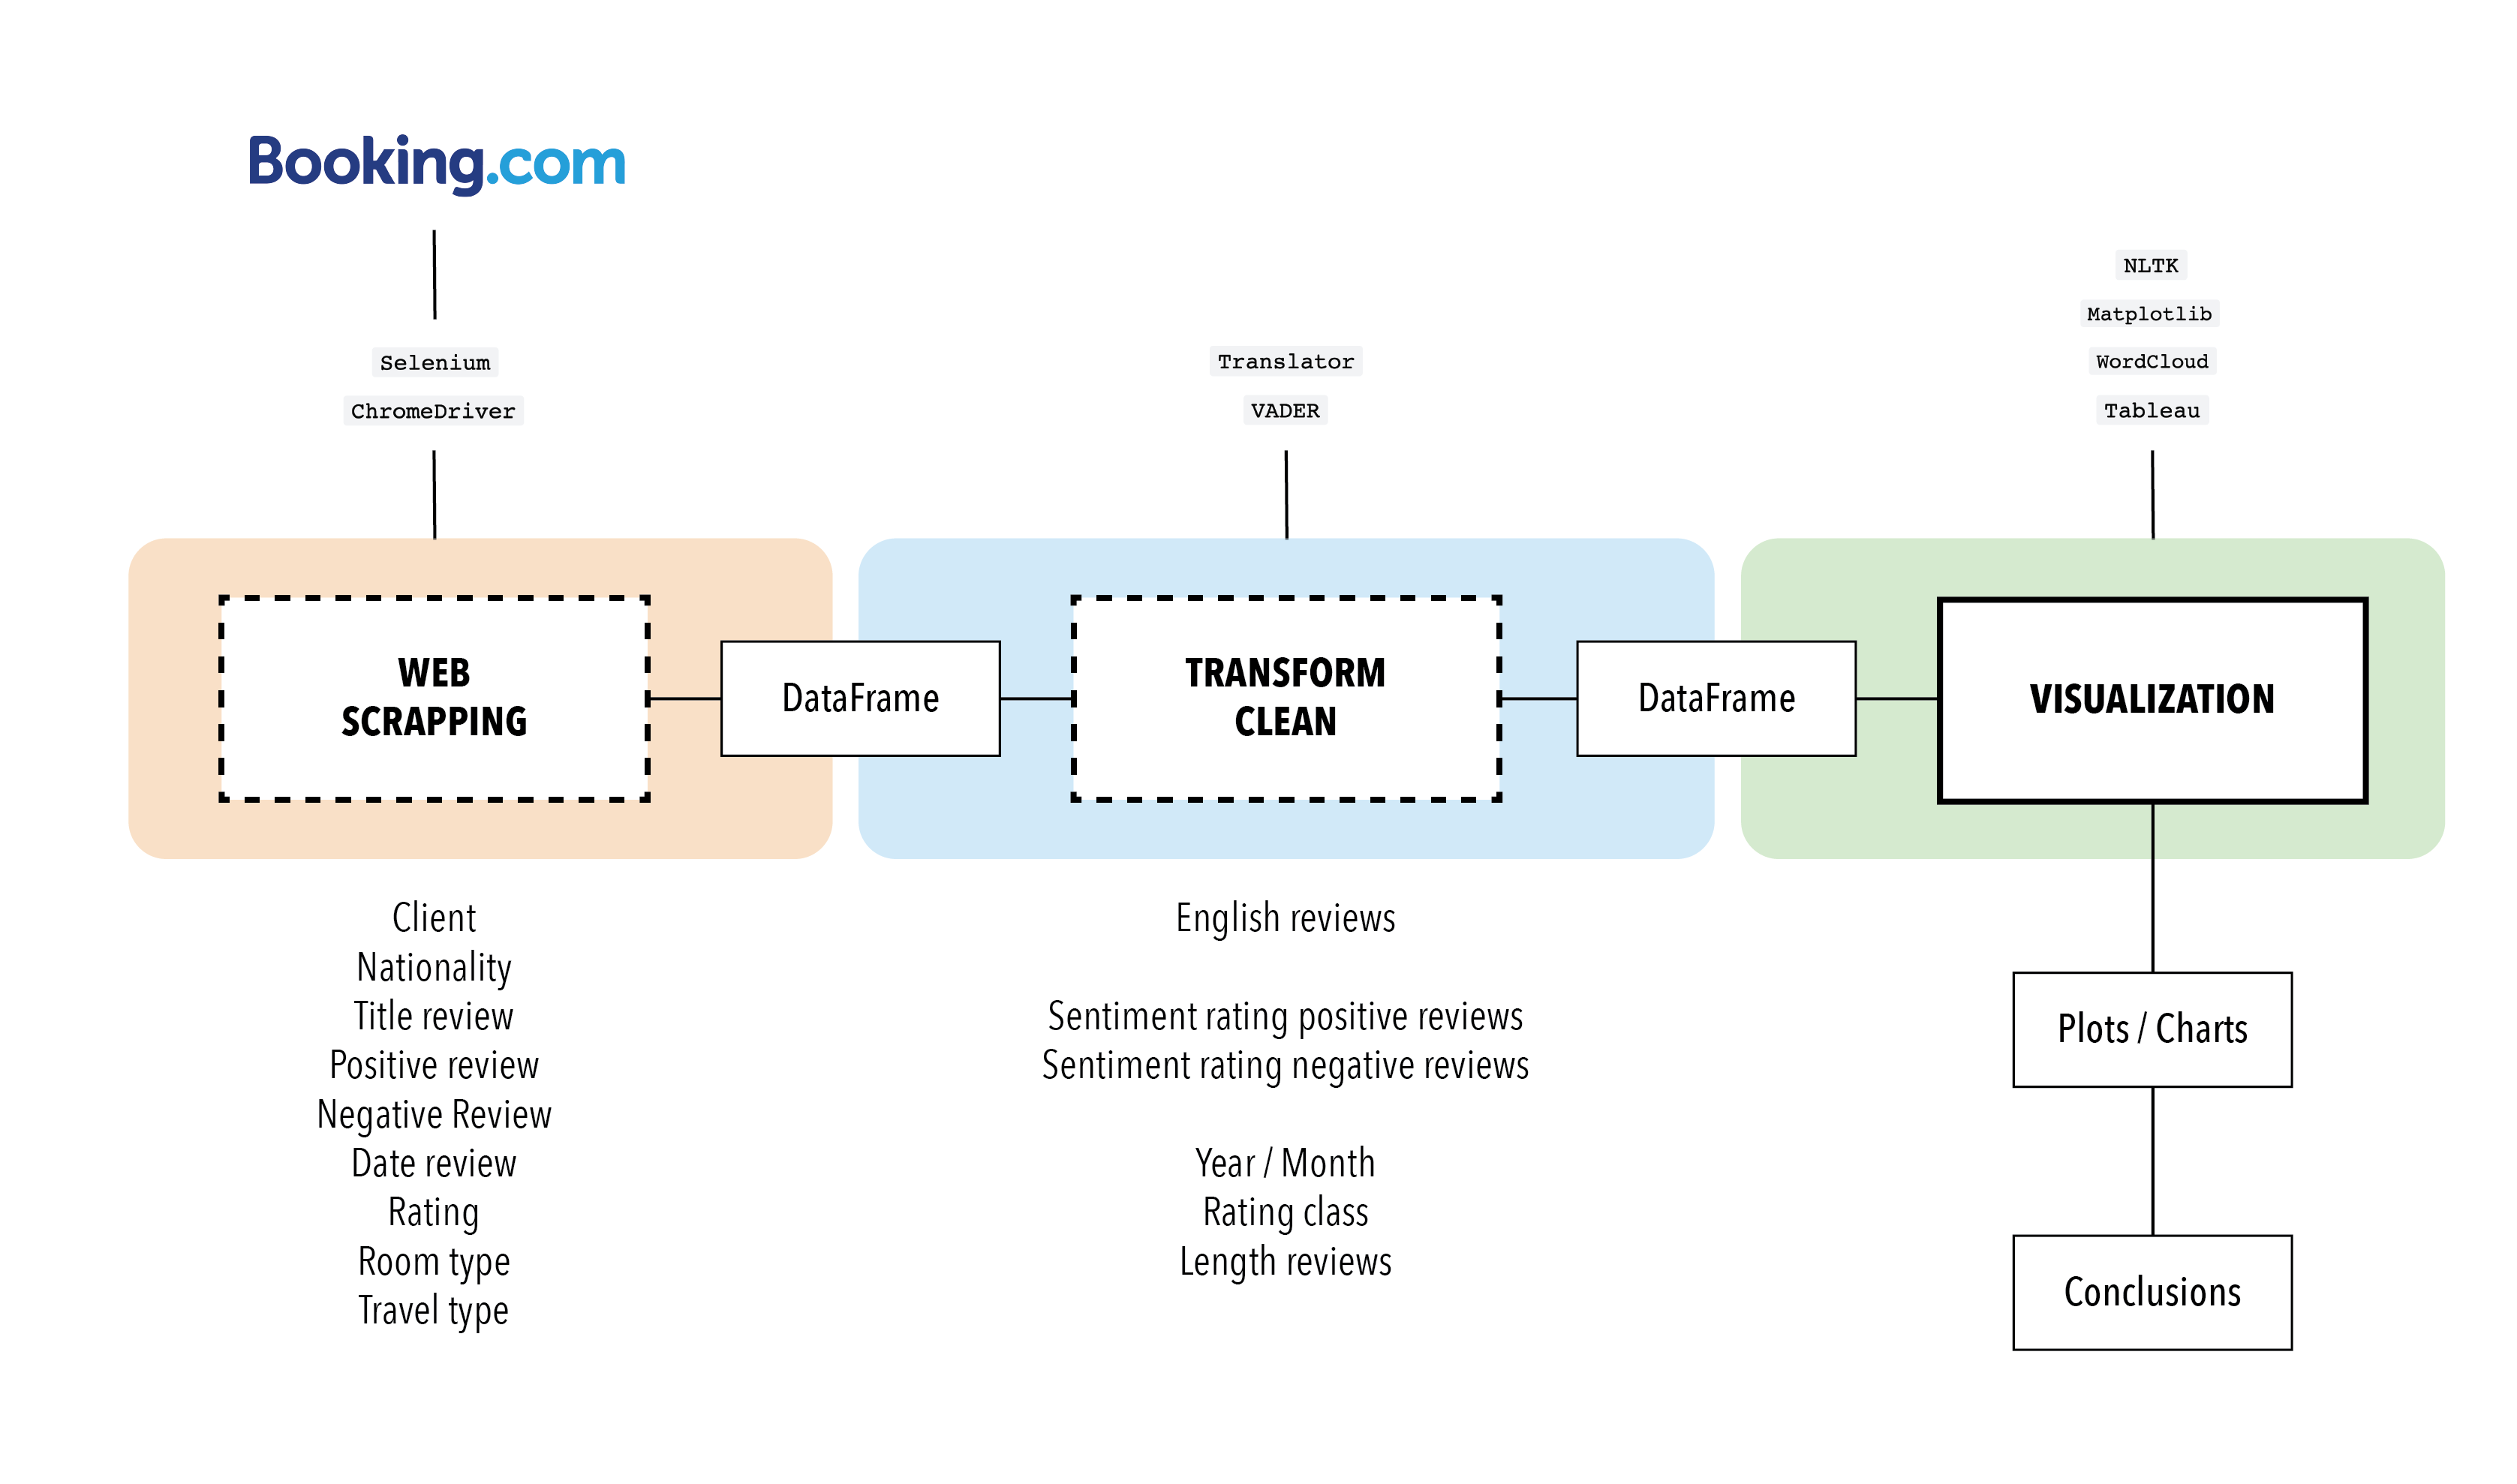 Booking.com
Selenium
ChromeDriver
Translator
VADER
NLTK
Matplotlib
WordCloud
Tableau
WEB
SCRAPPING
DataFrame
TRANSFORM
CLEAN
DataFrame
VISUALIZATION
Client
Nationality
Title review
Positive review
Negative Review
Date review
Rating
Room type
Travel type
English reviews
Sentiment rating positive reviews
Sentiment rating negative reviews
Year / Month
Rating class
Length reviews
Plots / Charts
Conclusions